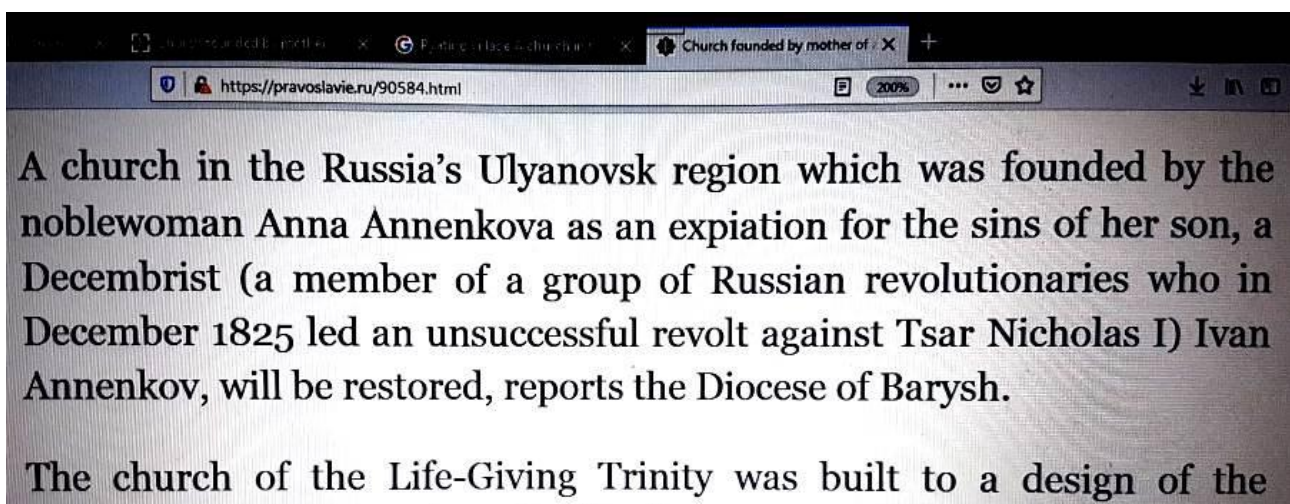 Church founded by mother of
https://pravoslavie.ru/90584.html
200%
A church in the Russia's Ulyanovsk region which was founded by the
noblewoman Anna Annenkova as an expiation for the sins of her son, a
Decembrist (a member of a group of Russian revolutionaries who in
December 1825 led an unsuccessful revolt against Tsar Nicholas I) Ivan
Annenkov, will be restored, reports the Diocese of Barysh.
The church of the Life-Giving Trinity was built to a design of the